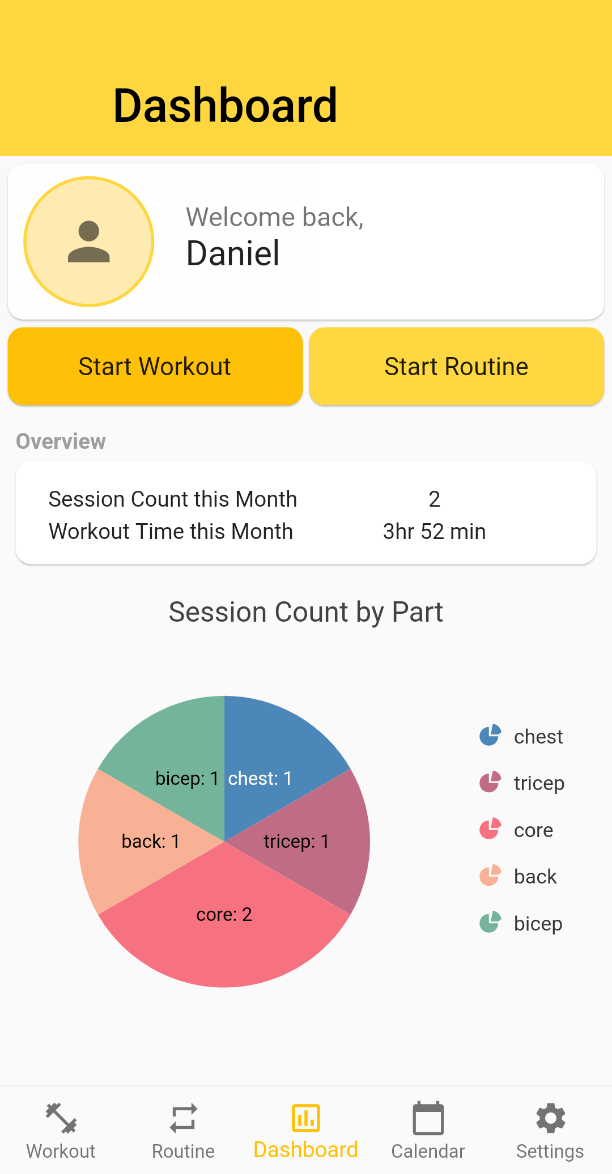 Dashboard
Welcome back,
Daniel
Start Workout
Start Routine
Overview
Session Count this Month 2
Workout Time this Month 3hr 52 min
Session Count by Part
bicep: 1
chest: 1
back: 1
tricep: 1
core: 2
chest
tricep
core
back
bicep
Workout
Routine
Dashboard
Calendar
Settings